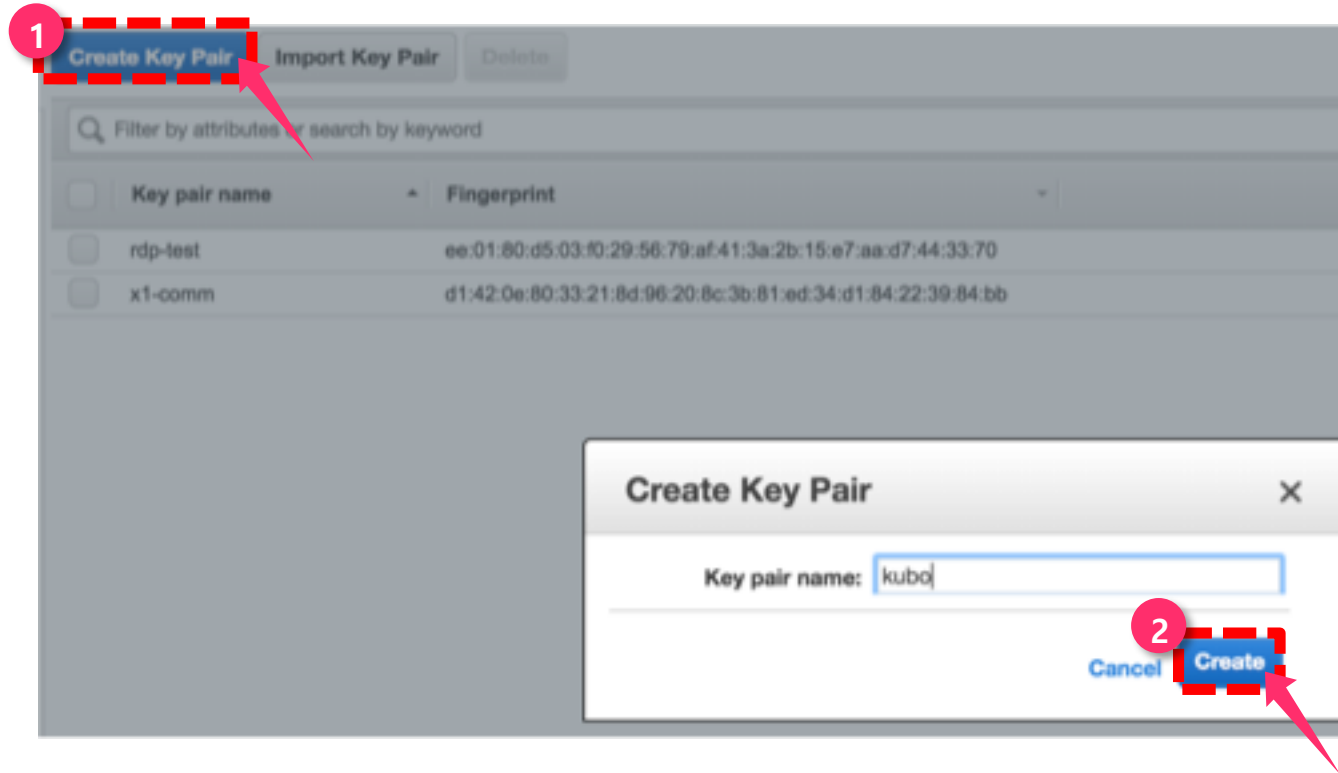 1
Create Key Pair Import Key Pair Delete
Filter by attributes or search by keyword
Key pair name Fingerprint
rdp-test ee:01:80:d5:03:f0:29:56:79:af:41:3a:2b:15:e7:aa:d7:44:33:70
x1-comm d1:42:0e:80:33:21:8d:96:20:8c:3b:81:ed:34:d1:84:22:39:84:bb
Create Key Pair
Key pair name: kubo
2
Cancel Create